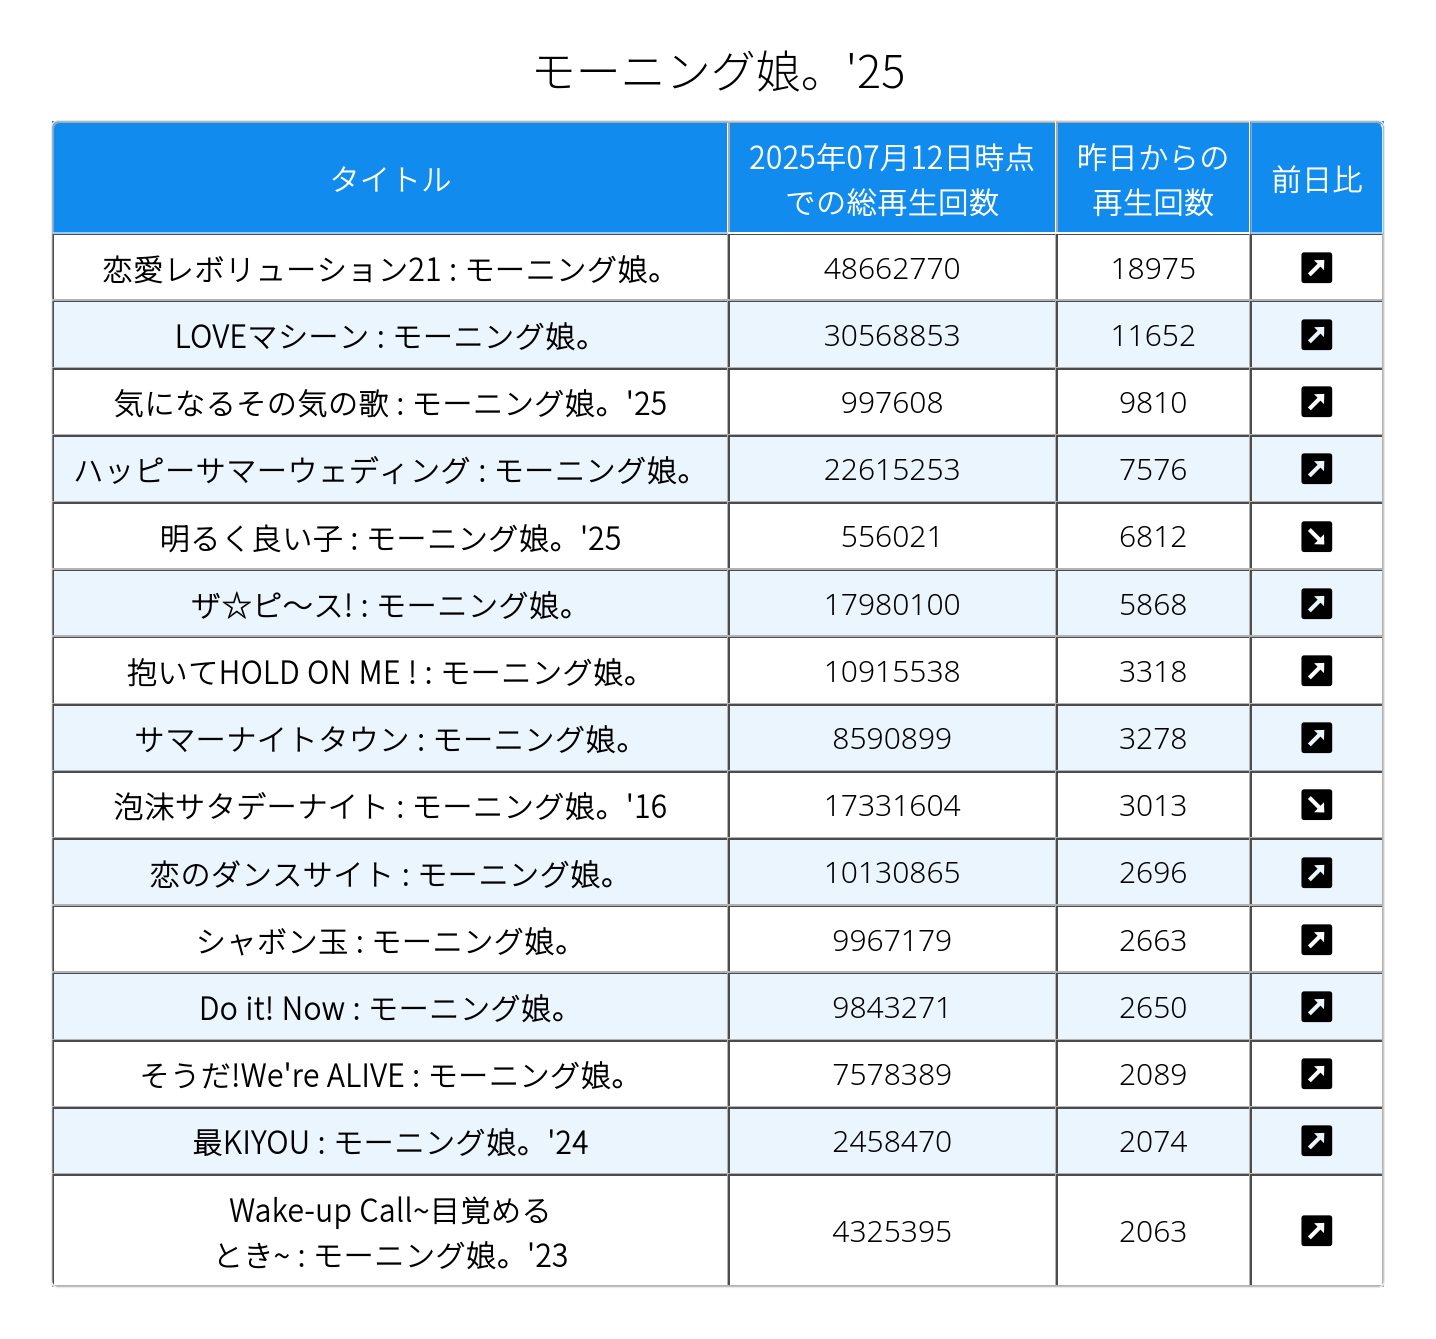 モーニング娘。'25
タイトル
2025年07月12日時点
での総再生回数
昨日からの
再生回数
前日比
恋愛レボリューション21 : モーニング娘。 48662770 18975 ↗
LOVEマシーン : モーニング娘。 30568853 11652 ↗
気になるその気の歌 : モーニング娘。'25 997608 9810 ↗
ハッピーサマーウェディング : モーニング娘。 22615253 7576 ↗
明るく良い子 : モーニング娘。'25 556021 6812 ↘
ザ☆ピ〜ス! : モーニング娘。 17980100 5868 ↗
抱いてHOLD ON ME ! : モーニング娘。 10915538 3318 ↗
サマーナイトタウン : モーニング娘。 8590899 3278 ↗
泡沫サタデーナイト : モーニング娘。'16 17331604 3013 ↘
恋のダンスサイト : モーニング娘。 10130865 2696 ↗
シャボン玉 : モーニング娘。 9967179 2663 ↗
Do it! Now : モーニング娘。 9843271 2650 ↗
そうだ!We're ALIVE : モーニング娘。 7578389 2089 ↗
最KIYOU : モーニング娘。'24 2458470 2074 ↗
Wake-up Call~目覚める
とき~ : モーニング娘。'23 4325395 2063 ↗